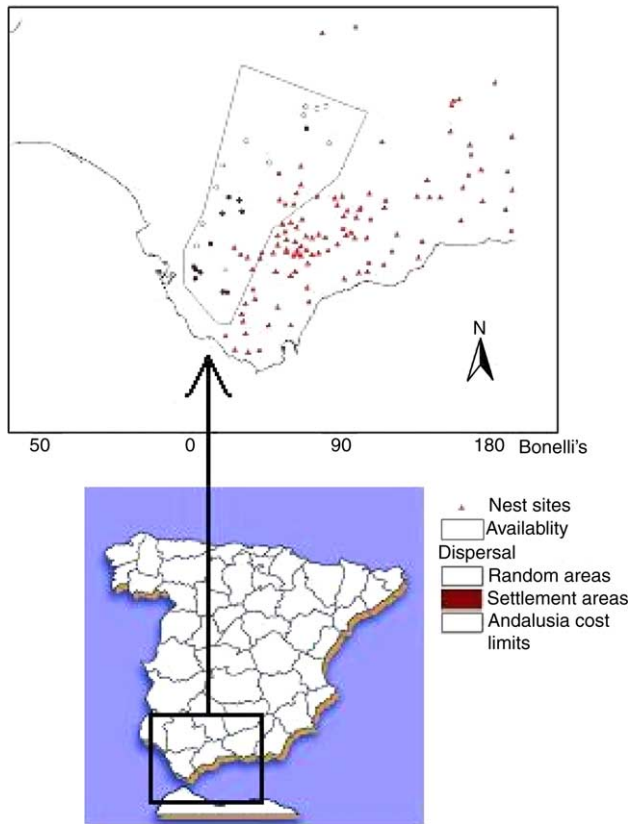 N
50 0 90 180 Bonelli's
Nest sites
Availablity
Dispersal
Random areas
Settlement areas
Andalusia cost
limits